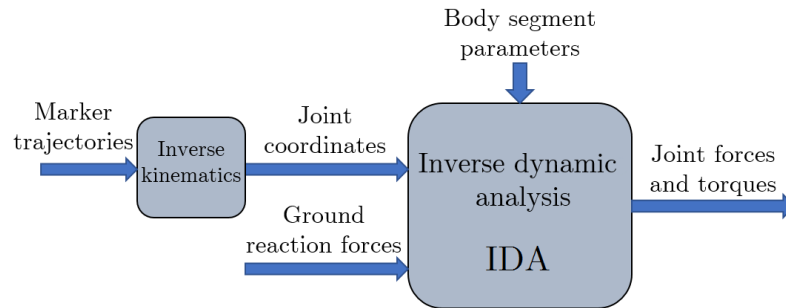 Body segment
parameters
Marker
trajectories
Inverse
kinematics
Joint
coordinates
Ground
reaction forces
Inverse dynamic
analysis
IDA
Joint forces
and torques